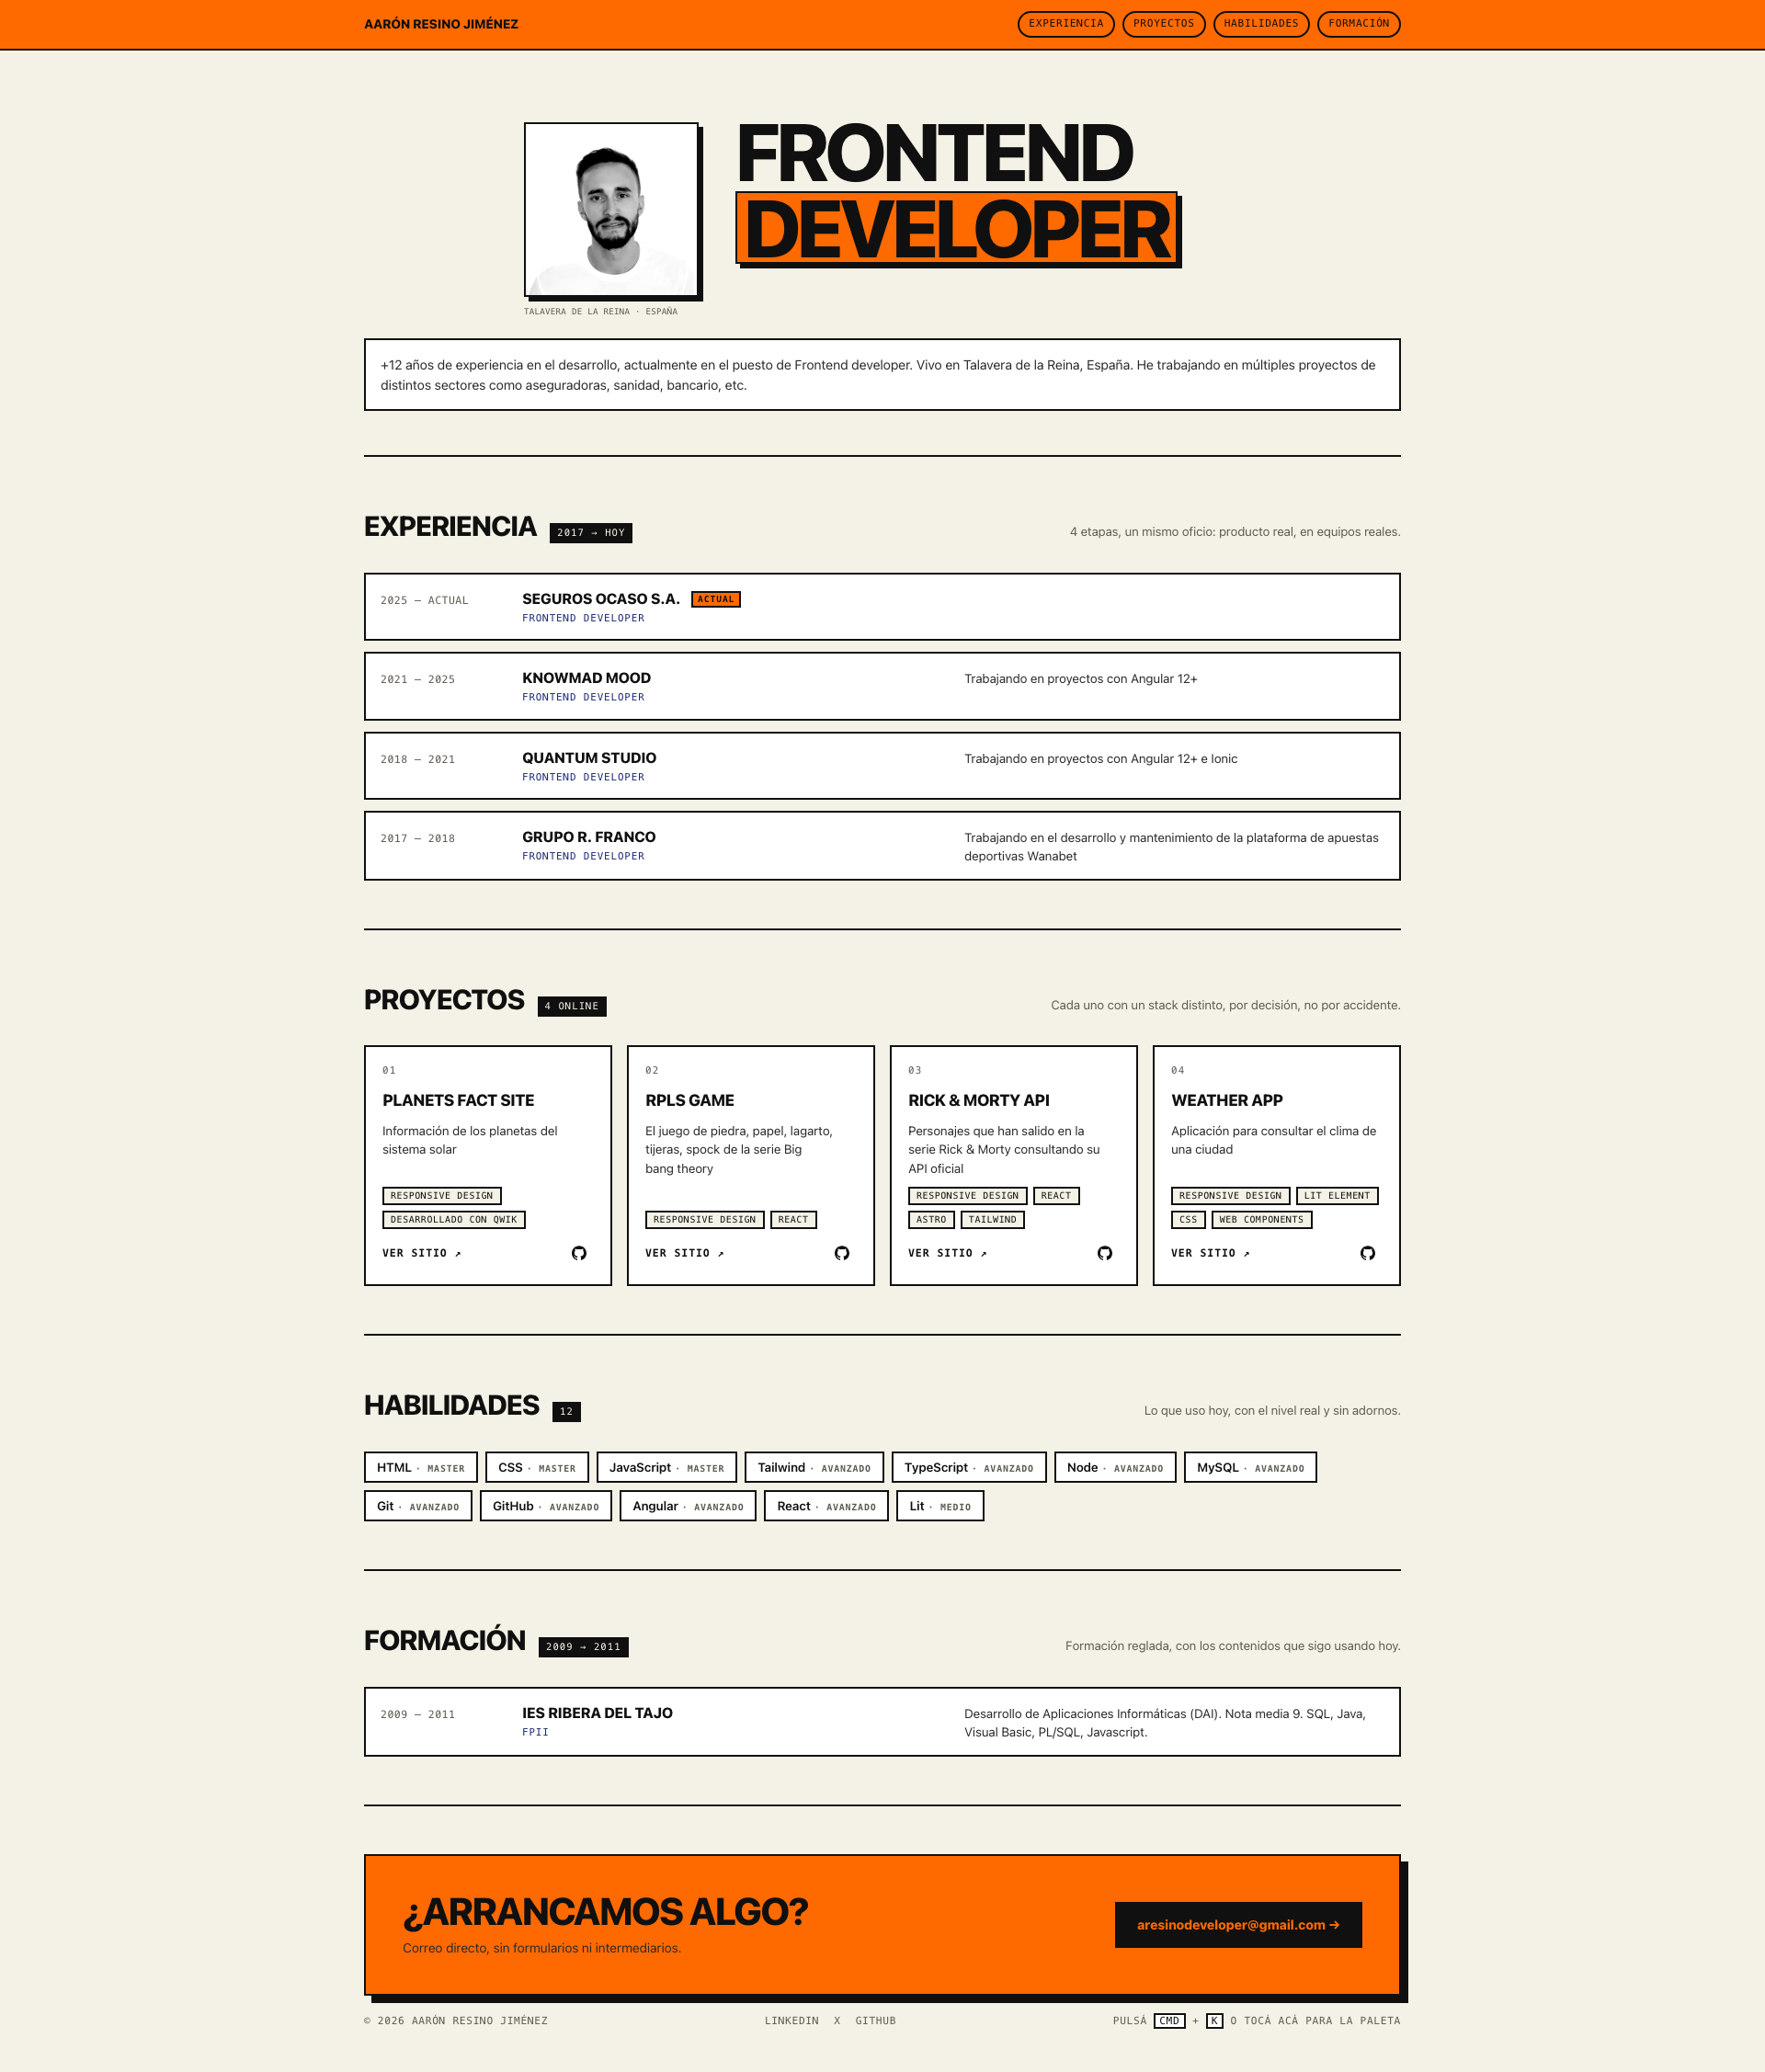 AARÓN RESINO JIMÉNEZ
EXPERIENCIA
PROYECTOS
HABILIDADES
FORMACIÓN
FRONTEND
DEVELOPER
TALAVERA DE LA REINA · ESPAÑA
+12 años de experiencia en el desarrollo, actualmente en el puesto de Frontend developer. Vivo en Talavera de la Reina, España. He trabajando en múltiples proyectos de
distintos sectores como aseguradoras, sanidad, bancario, etc.
EXPERIENCIA
2017 → HOY
4 etapas, un mismo oficio: producto real, en equipos reales.
2025 — ACTUAL
SEGUROS OCASO S.A.
ACTUAL
FRONTEND DEVELOPER
2021 — 2025
KNOWMAD MOOD
FRONTEND DEVELOPER
Trabajando en proyectos con Angular 12+
2018 — 2021
QUANTUM STUDIO
FRONTEND DEVELOPER
Trabajando en proyectos con Angular 12+ e Ionic
2017 — 2018
GRUPO R. FRANCO
FRONTEND DEVELOPER
Trabajando en el desarrollo y mantenimiento de la plataforma de apuestas
deportivas Wanabet
PROYECTOS
4 ONLINE
Cada uno con un stack distinto, por decisión, no por accidente.
01
PLANETS FACT SITE
Información de los planetas del
sistema solar
RESPONSIVE DESIGN
DESARROLLADO CON QWIK
VER SITIO ↗
02
RPLS GAME
El juego de piedra, papel, lagarto,
tijeras, spock de la serie Big
bang theory
RESPONSIVE DESIGN
REACT
VER SITIO ↗
03
RICK & MORTY API
Personajes que han salido en la
serie Rick & Morty consultando su
API oficial
RESPONSIVE DESIGN
REACT
ASTRO
TAILWIND
VER SITIO ↗
04
WEATHER APP
Aplicación para consultar el clima de
una ciudad
RESPONSIVE DESIGN
LIT ELEMENT
CSS
WEB COMPONENTS
VER SITIO ↗
HABILIDADES
12
Lo que uso hoy, con el nivel real y sin adornos.
HTML · MASTER
CSS · MASTER
JavaScript · MASTER
Tailwind · AVANZADO
TypeScript · AVANZADO
Node · AVANZADO
MySQL · AVANZADO
Git · AVANZADO
GitHub · AVANZADO
Angular · AVANZADO
React · AVANZADO
Lit · MEDIO
FORMACIÓN
2009 → 2011
Formación reglada, con los contenidos que sigo usando hoy.
2009 — 2011
IES RIBERA DEL TAJO
FPII
Desarrollo de Aplicaciones Informáticas (DAI). Nota media 9. SQL, Java,
Visual Basic, PL/SQL, Javascript.
¿ARRANCAMOS ALGO?
Correo directo, sin formularios ni intermediarios.
aresinodeveloper@gmail.com →
© 2026 AARÓN RESINO JIMÉNEZ
LINKEDIN X GITHUB
PULSÁ CMD + K O TOCÁ ACÁ PARA LA PALETA